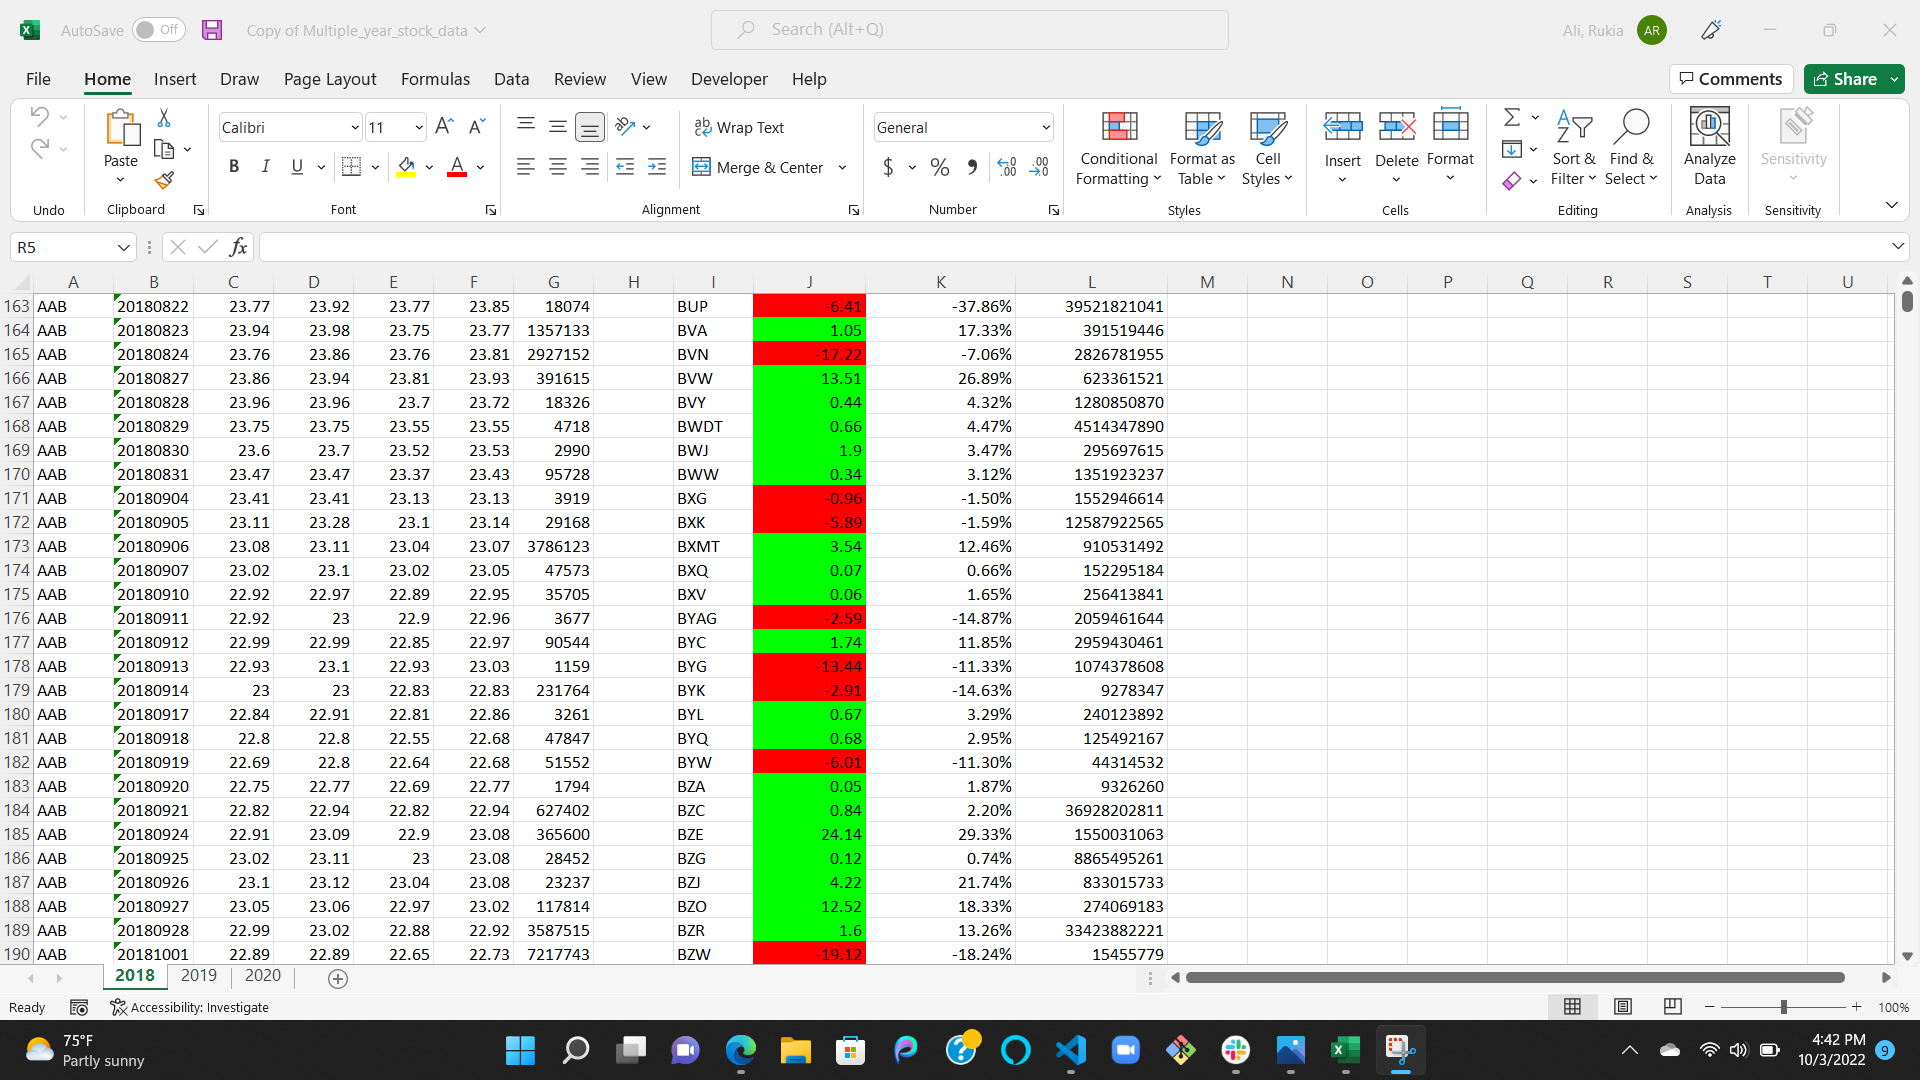 AutoSave Off Copy of Multiple_year_stock_data Search (Alt+Q) Ali, Rukia AR
File Home Insert Draw Page Layout Formulas Data Review View Developer Help Comments Share
Calibri 11 Wrap Text General
Paste B I U Merge & Center $ % Conditional Formatting Format as Table Cell Styles Insert Delete Format Sort & Filter Find & Select Analyze Data Sensitivity
Undo Clipboard Font Alignment Number Styles Cells Editing Analysis Sensitivity
R5 fx
A B C D E F G H I J K L M N O P Q R S T U
163 AAB 20180822 23.77 23.92 23.77 23.85 18074 BUP -6.41 -37.86% 39521821041
164 AAB 20180823 23.94 23.98 23.75 23.77 1357133 BVA 1.05 17.33% 391519446
165 AAB 20180824 23.76 23.86 23.76 23.81 2927152 BVN -17.22 -7.06% 2826781955
166 AAB 20180827 23.86 23.94 23.81 23.93 391615 BVW 13.51 26.89% 623361521
167 AAB 20180828 23.96 23.96 23.7 23.72 18326 BVY 0.44 4.32% 1280850870
168 AAB 20180829 23.75 23.75 23.55 23.55 4718 BWDT 0.66 4.47% 4514347890
169 AAB 20180830 23.6 23.7 23.52 23.53 2990 BWJ 1.9 3.47% 295697615
170 AAB 20180831 23.47 23.47 23.37 23.43 95728 BWW 0.34 3.12% 1351923237
171 AAB 20180904 23.41 23.41 23.13 23.13 3919 BXG -0.96 -1.50% 1552946614
172 AAB 20180905 23.11 23.28 23.1 23.14 29168 BXK -5.89 -1.59% 12587922565
173 AAB 20180906 23.08 23.11 23.04 23.07 3786123 BXMT 3.54 12.46% 910531492
174 AAB 20180907 23.02 23.1 23.02 23.05 47573 BXQ 0.07 0.66% 152295184
175 AAB 20180910 22.92 22.97 22.89 22.95 35705 BXV 0.06 1.65% 256413841
176 AAB 20180911 22.92 23 22.9 22.96 3677 BYAG -2.59 -14.87% 2059461644
177 AAB 20180912 22.99 22.99 22.85 22.97 90544 BYC 1.74 11.85% 2959430461
178 AAB 20180913 22.93 23.1 22.93 23.03 1159 BYG -13.44 -11.33% 1074378608
179 AAB 20180914 23 23 22.83 22.83 231764 BYK -2.91 -14.63% 9278347
180 AAB 20180917 22.84 22.91 22.81 22.86 3261 BYL 0.67 3.29% 240123892
181 AAB 20180918 22.8 22.8 22.55 22.68 47847 BYQ 0.68 2.95% 125492167
182 AAB 20180919 22.69 22.8 22.64 22.68 51552 BYW -6.01 -11.30% 44314532
183 AAB 20180920 22.75 22.77 22.69 22.77 1794 BZA 0.05 1.87% 9326260
184 AAB 20180921 22.82 22.94 22.82 22.94 627402 BZC 0.84 2.20% 36928202811
185 AAB 20180924 22.91 23.09 22.9 23.08 365600 BZE 24.14 29.33% 1550031063
186 AAB 20180925 23.02 23.11 23 23.08 28452 BZG 0.12 0.74% 8865495261
187 AAB 20180926 23.1 23.12 23.04 23.08 23237 BZJ 4.22 21.74% 833015733
188 AAB 20180927 23.05 23.06 22.97 23.02 117814 BZO 12.52 18.33% 274069183
189 AAB 20180928 22.99 23.02 22.88 22.92 3587515 BZR 1.6 13.26% 33423882221
190 AAB 20181001 22.89 22.89 22.65 22.73 7217743 BZW -19.12 -18.24% 15455779
2018 2019 2020
Ready Accessibility: Investigate 100%
75°F
Partly sunny
4:42 PM
10/3/2022 9